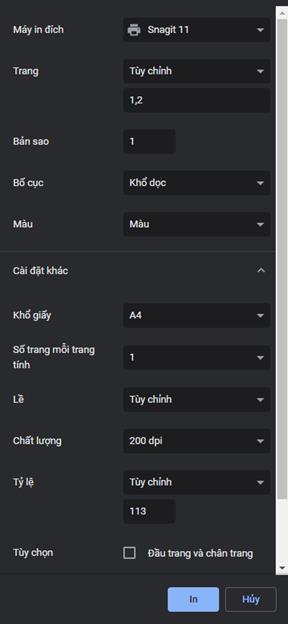 Máy in đích Snagit 11
Trang Tùy chỉnh
1,2
Bản sao 1
Bố cục Khổ dọc
Màu Màu
Cài đặt khác
Khổ giấy A4
Số trang mỗi trang
tính 1
Lề Tùy chỉnh
Chất lượng 200 dpi
Tỷ lệ Tùy chỉnh
113
Tùy chọn Đầu trang và chân trang
In Hủy